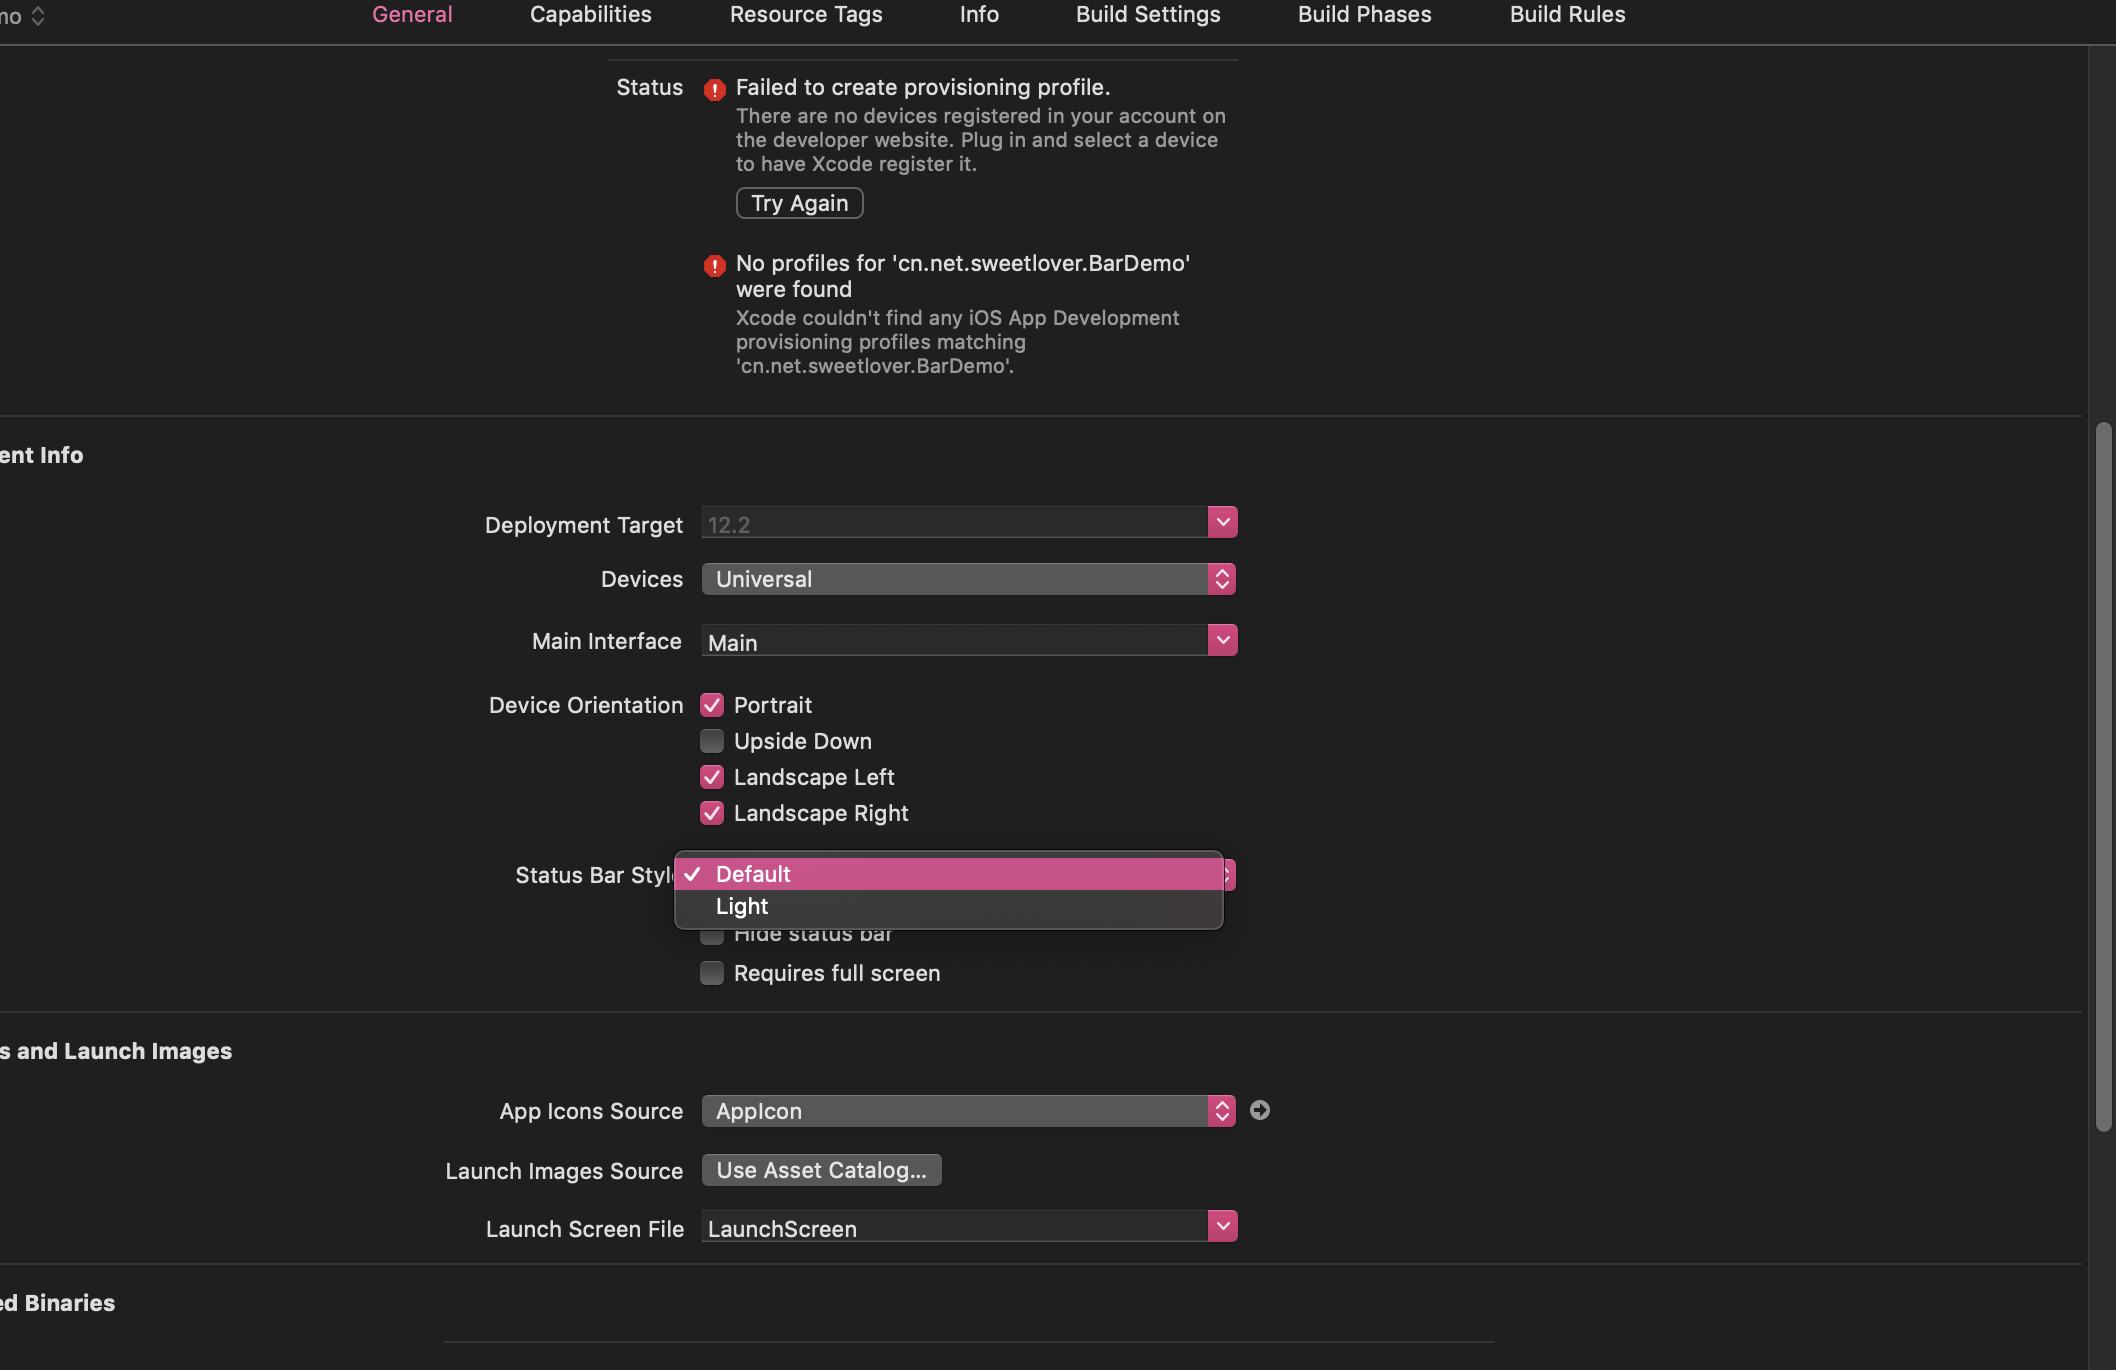 mo
General
Capabilities
Resource Tags
Info
Build Settings
Build Phases
Build Rules
Status
Failed to create provisioning profile.
There are no devices registered in your account on
the developer website. Plug in and select a device
to have Xcode register it.
Try Again
No profiles for 'cn.net.sweetlover.BarDemo'
were found
Xcode couldn't find any iOS App Development
provisioning profiles matching
'cn.net.sweetlover.BarDemo'.
ent Info
Deployment Target
12.2
Devices
Universal
Main Interface
Main
Device Orientation
Portrait
Upside Down
Landscape Left
Landscape Right
Status Bar Style
Default
Light
Hide status bar
Requires full screen
s and Launch Images
App Icons Source
AppIcon
Launch Images Source
Use Asset Catalog...
Launch Screen File
LaunchScreen
ed Binaries